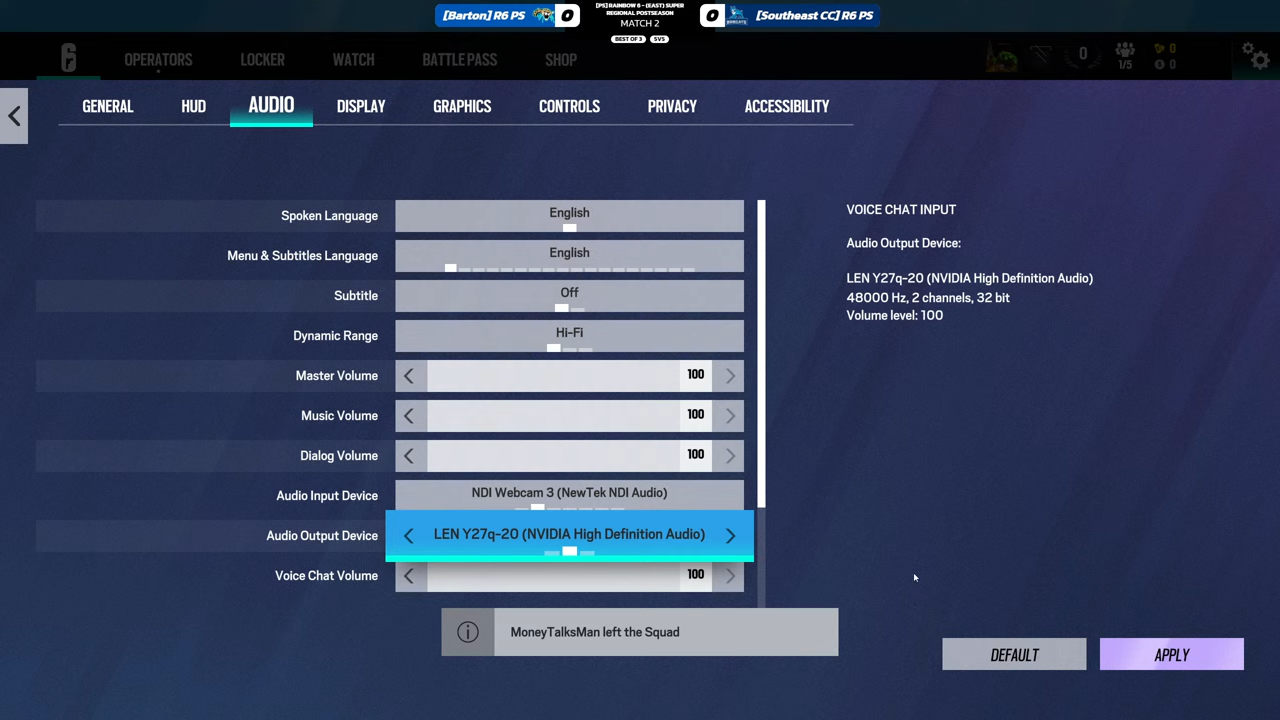 [Barton] R6 PS
0
[PS] RAINBOW 6 - (EAST) SUPER
REGIONAL POSTSEASON
MATCH 2
BEST OF 3
5V5
0
[Southeast CC] R6 PS
OPERATORS
LOCKER
WATCH
BATTLE PASS
SHOP
0
1/5
0
0
GENERAL
HUD
AUDIO
DISPLAY
GRAPHICS
CONTROLS
PRIVACY
ACCESSIBILITY
Spoken Language
English
Menu & Subtitles Language
English
Subtitle
Off
Dynamic Range
Hi-Fi
Master Volume
100
Music Volume
100
Dialog Volume
100
Audio Input Device
NDI Webcam 3 (NewTek NDI Audio)
Audio Output Device
LEN Y27q-20 (NVIDIA High Definition Audio)
Voice Chat Volume
100
VOICE CHAT INPUT
Audio Output Device:
LEN Y27q-20 (NVIDIA High Definition Audio)
48000 Hz, 2 channels, 32 bit
Volume level: 100
MoneyTalksMan left the Squad
DEFAULT
APPLY